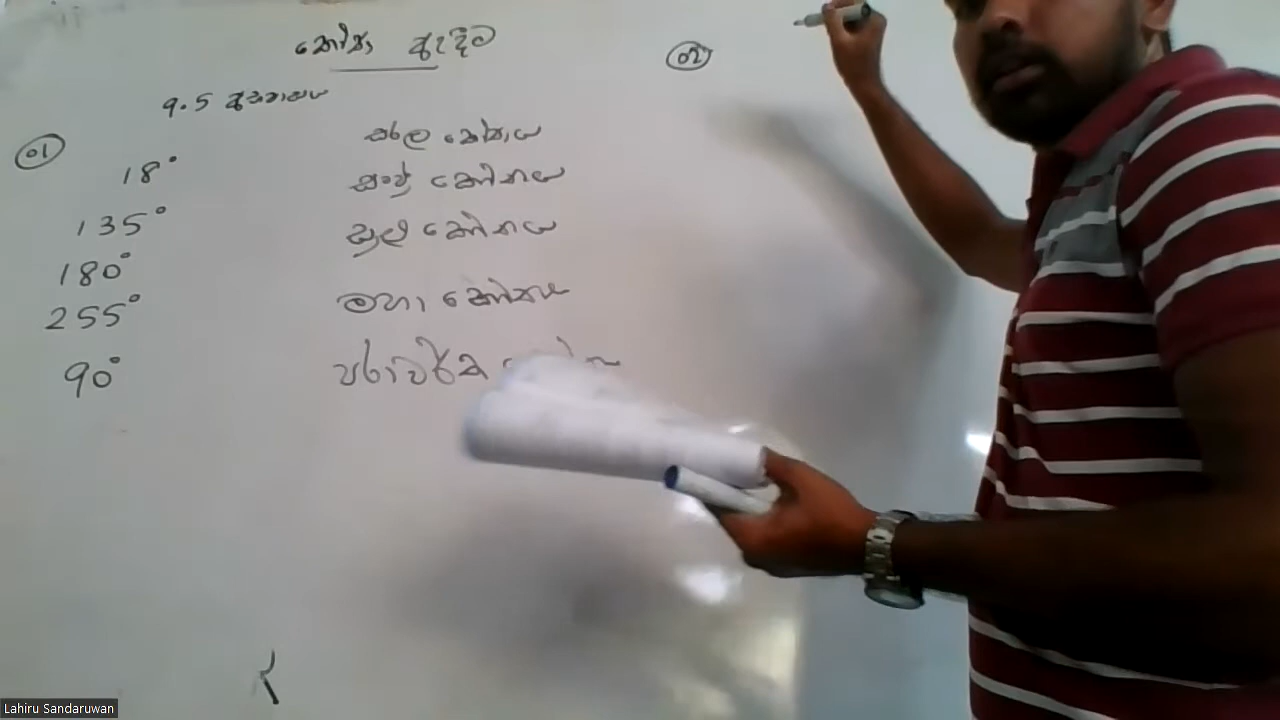 කෝණ ඇඳීම
9.5 අභ්‍යාසය
01
02
18°
සරල කෝණය
135°
සෘජු කෝණය
180°
සුළු කෝණය
255°
මහා කෝණය
90°
පරාවර්ත
Lahiru Sandaruwan